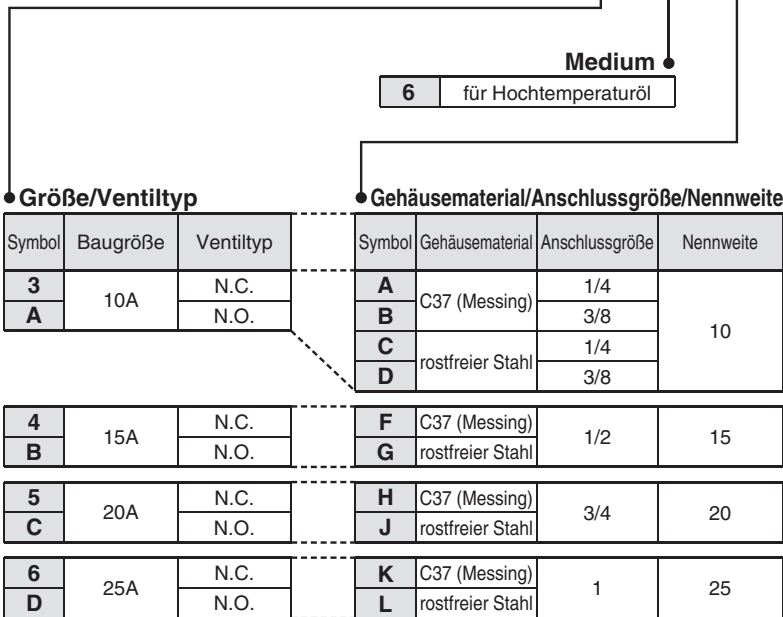 Medium
6 für Hochtemperaturöl
Größe/Ventiltyp
Symbol Baugröße Ventiltyp
3 10A N.C.
A N.O.
4 15A N.C.
B N.O.
5 20A N.C.
C N.O.
6 25A N.C.
D N.O.
Gehäusematerial/Anschlussgröße/Nennweite
Symbol Gehäusematerial Anschlussgröße Nennweite
A C37 (Messing) 1/4 10
B 3/8
C rostfreier Stahl 1/4
D 3/8
F C37 (Messing) 1/2 15
G rostfreier Stahl
H C37 (Messing) 3/4 20
J rostfreier Stahl
K C37 (Messing) 1 25
L rostfreier Stahl